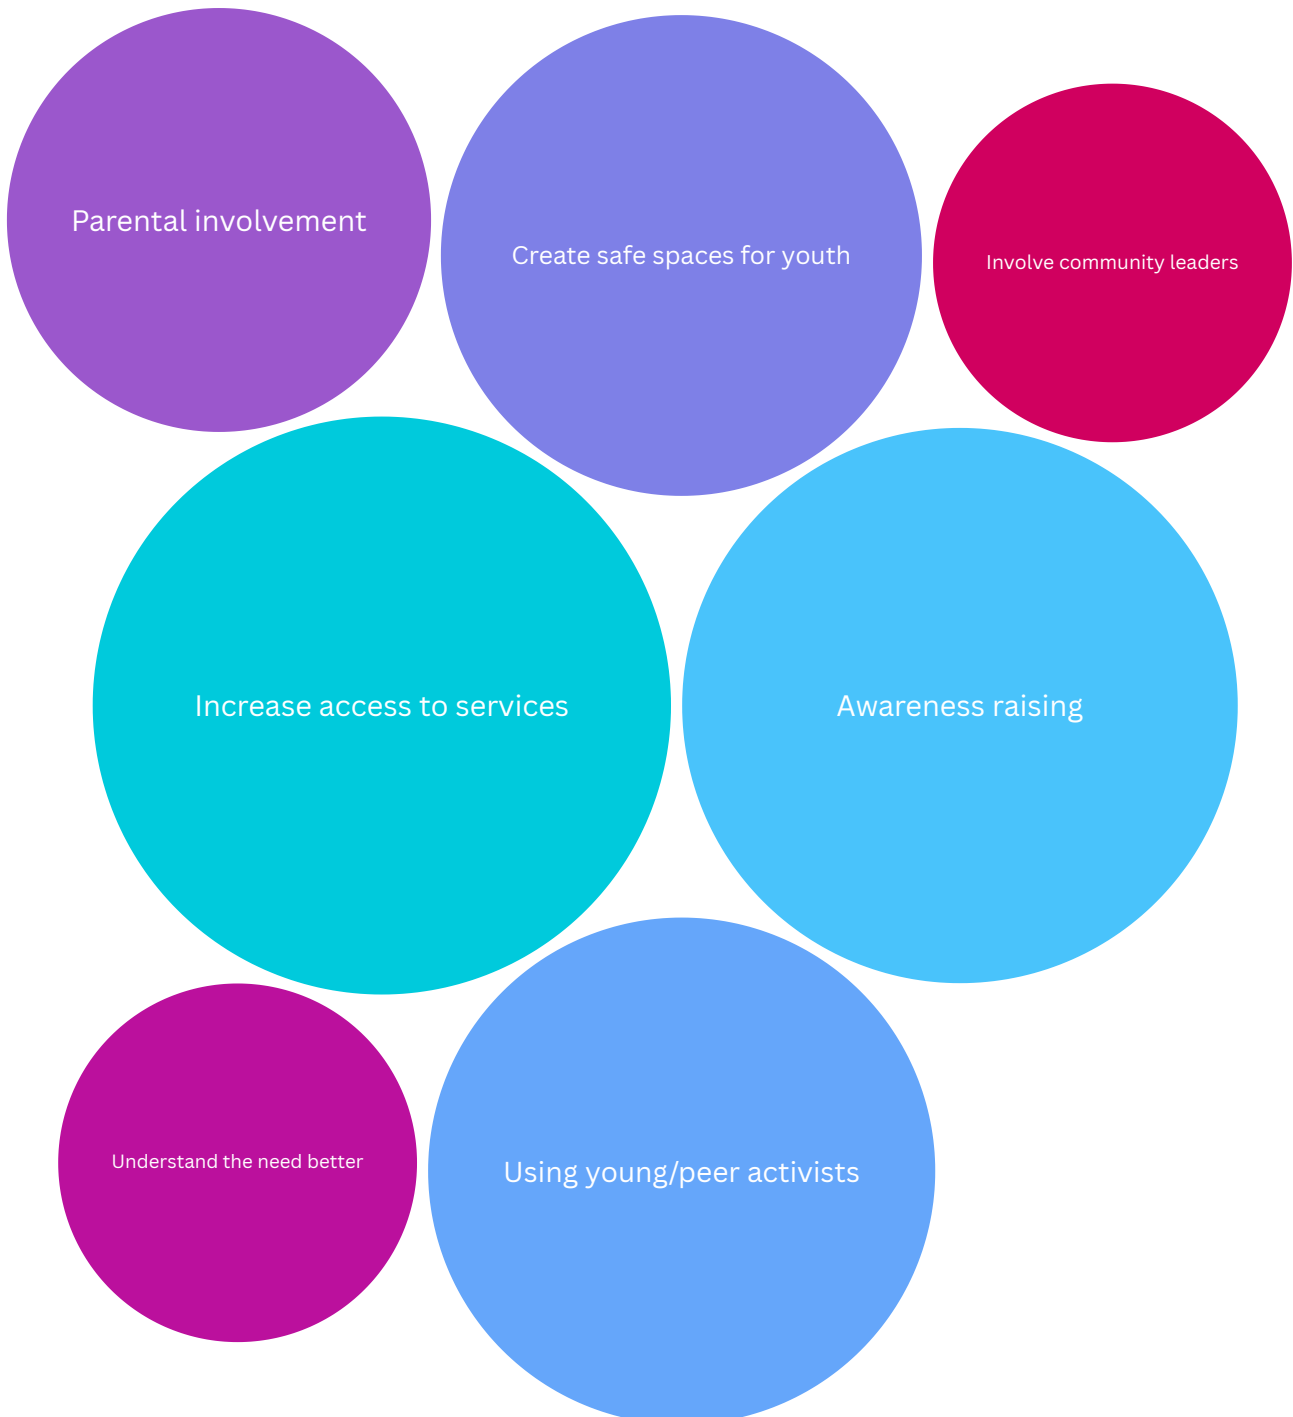 Parental involvement
Create safe spaces for youth
Involve community leaders
Increase access to services
Awareness raising
Understand the need better
Using young/peer activists